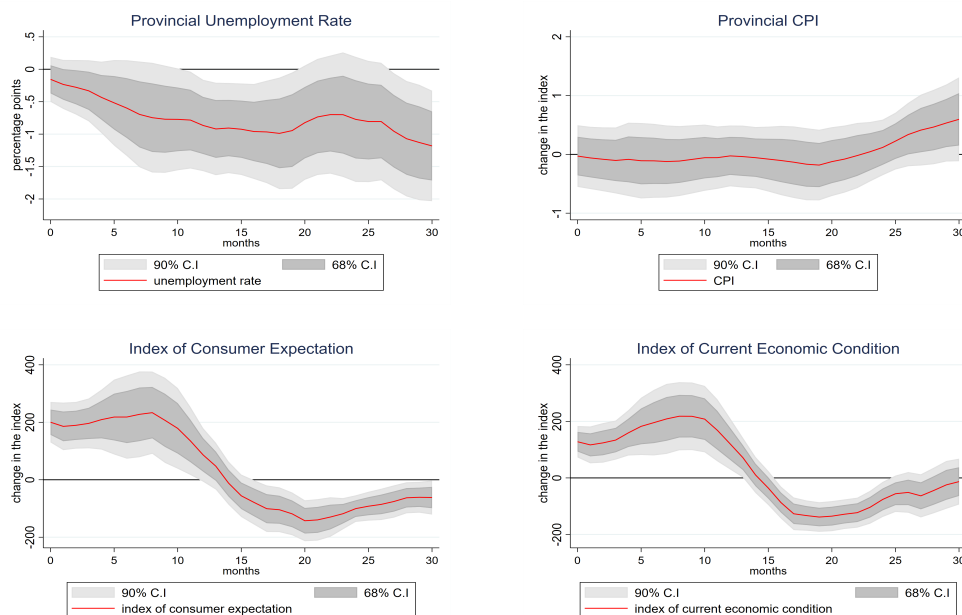 Provincial Unemployment Rate
percentage points
.5
0
-.5
-1
-1.5
-2
0 5 10 15 20 25 30
months
90% C.I 68% C.I
unemployment rate
Provincial CPI
change in the index
2
1
0
-1
0 5 10 15 20 25 30
months
90% C.I 68% C.I
CPI
Index of Consumer Expectation
change in the index
400
200
0
-200
0 5 10 15 20 25 30
months
90% C.I 68% C.I
index of consumer expectation
Index of Current Economic Condition
change in the index
400
200
0
-200
0 5 10 15 20 25 30
months
90% C.I 68% C.I
index of current economic condition